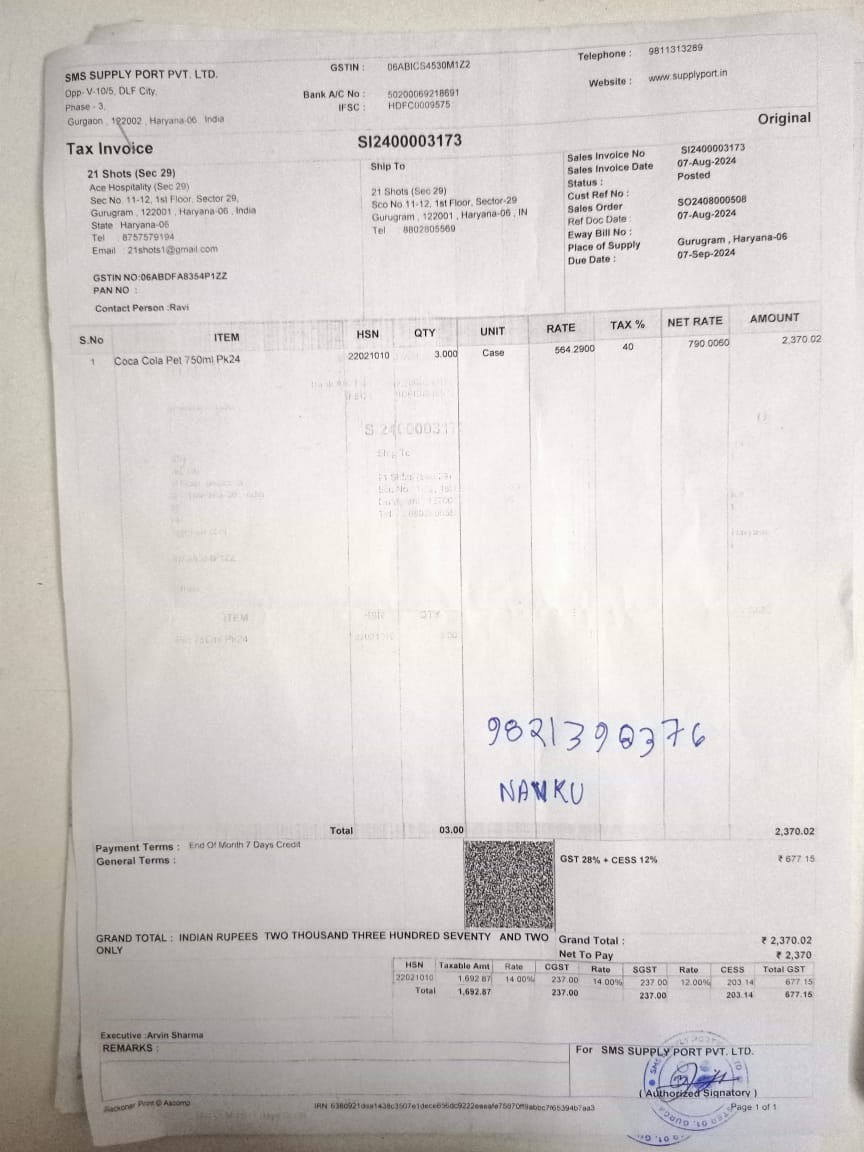 SMS SUPPLY PORT PVT. LTD.
Opp- V-10/5, DLF City,
Phase - 3,
Gurgaon , 122002 , Haryana-06 India
GSTIN : 06ABICS4530M1Z2
Bank A/C No : 50200069218691
IFSC : HDFC0009575
Telephone : 9811313289
Website : www.supplyport.in
Original
Tax Invoice
SI2400003173
21 Shots (Sec 29)
Ace Hospitality (Sec 29)
Sec No. 11-12, 1st Floor, Sector 29,
Gurugram , 122001 , Haryana-06 , India
State Haryana-06
Tel : 8757579194
Email : 21shots1@gmail.com
GSTIN NO:06ABDFA8354P1ZZ
PAN NO :
Contact Person :Ravi
Ship To
21 Shots (Sec 29)
Sco No. 11-12, 1st Floor, Sector-29
Gurugram , 122001 , Haryana-06 , IN
Tel 8802805569
Sales Invoice No SI2400003173
Sales Invoice Date 07-Aug-2024
Status : Posted
Cust Ref No :
Sales Order SO2408000508
Ref Doc Date : 07-Aug-2024
Eway Bill No :
Place of Supply Gurugram , Haryana-06
Due Date : 07-Sep-2024
S.No ITEM HSN QTY UNIT RATE TAX % NET RATE AMOUNT
1 Coca Cola Pet 750ml Pk24 22021010 3.000 Case 564.2900 40 790.0060 2,370.02
9821390376
Total 03.00 2,370.02
Payment Terms : End Of Month 7 Days Credit
General Terms :
GST 28% + CESS 12% ₹ 677.15
GRAND TOTAL : INDIAN RUPEES TWO THOUSAND THREE HUNDRED SEVENTY AND TWO
ONLY
Grand Total : ₹ 2,370.02
Net To Pay ₹ 2,370
HSN Taxable Amt Rate CGST Rate SGST Rate CESS Total GST
22021010 1,692.87 14.00% 237.00 14.00% 237.00 12.00% 203.14 677.15
Total 1,692.87 237.00 237.00 203.14 677.15
Executive :Arvin Sharma
REMARKS :
For SMS SUPPLY PORT PVT. LTD.
( Authorized Signatory )
Reckoner Print © Ascomp
IRN
Page 1 of 1